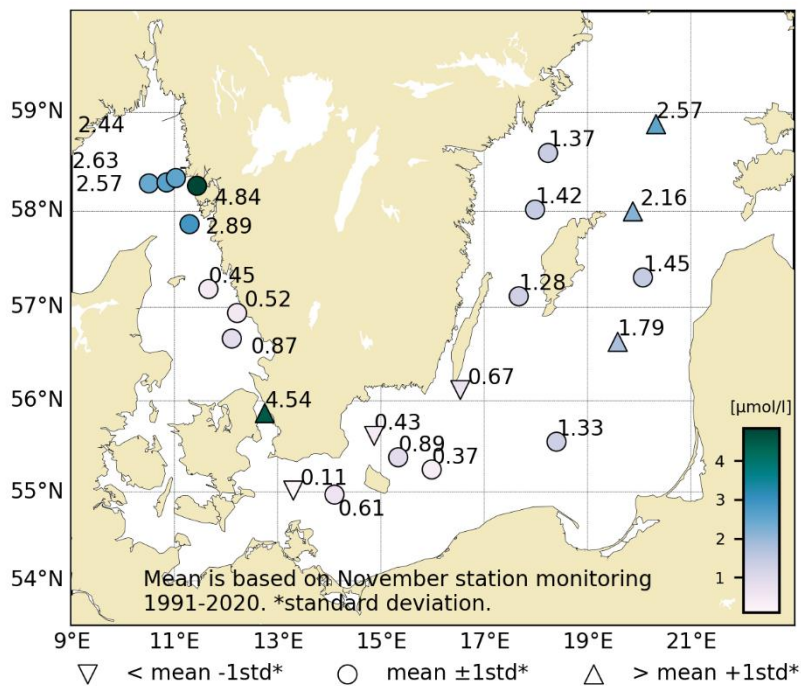 59°N
58°N
57°N
56°N
55°N
54°N
2.44
2.63
2.57
4.84
2.89
0.45
0.52
0.87
4.54
0.11
0.61
0.43
0.89
0.37
0.67
1.33
1.37
1.42
1.28
2.57
2.16
1.45
1.79
[µmol/l]
4
3
2
1
Mean is based on November station monitoring
1991-2020. *standard deviation.
9°E 11°E 13°E 15°E 17°E 19°E 21°E
< mean -1std* mean ±1std* > mean +1std*